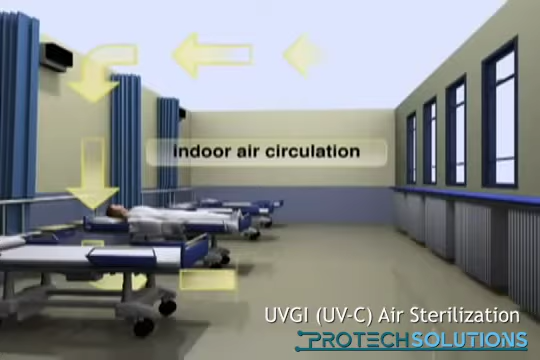 indoor air circulation
UVGI (UV-C) Air Sterilization
PROTECHSOLUTIONS